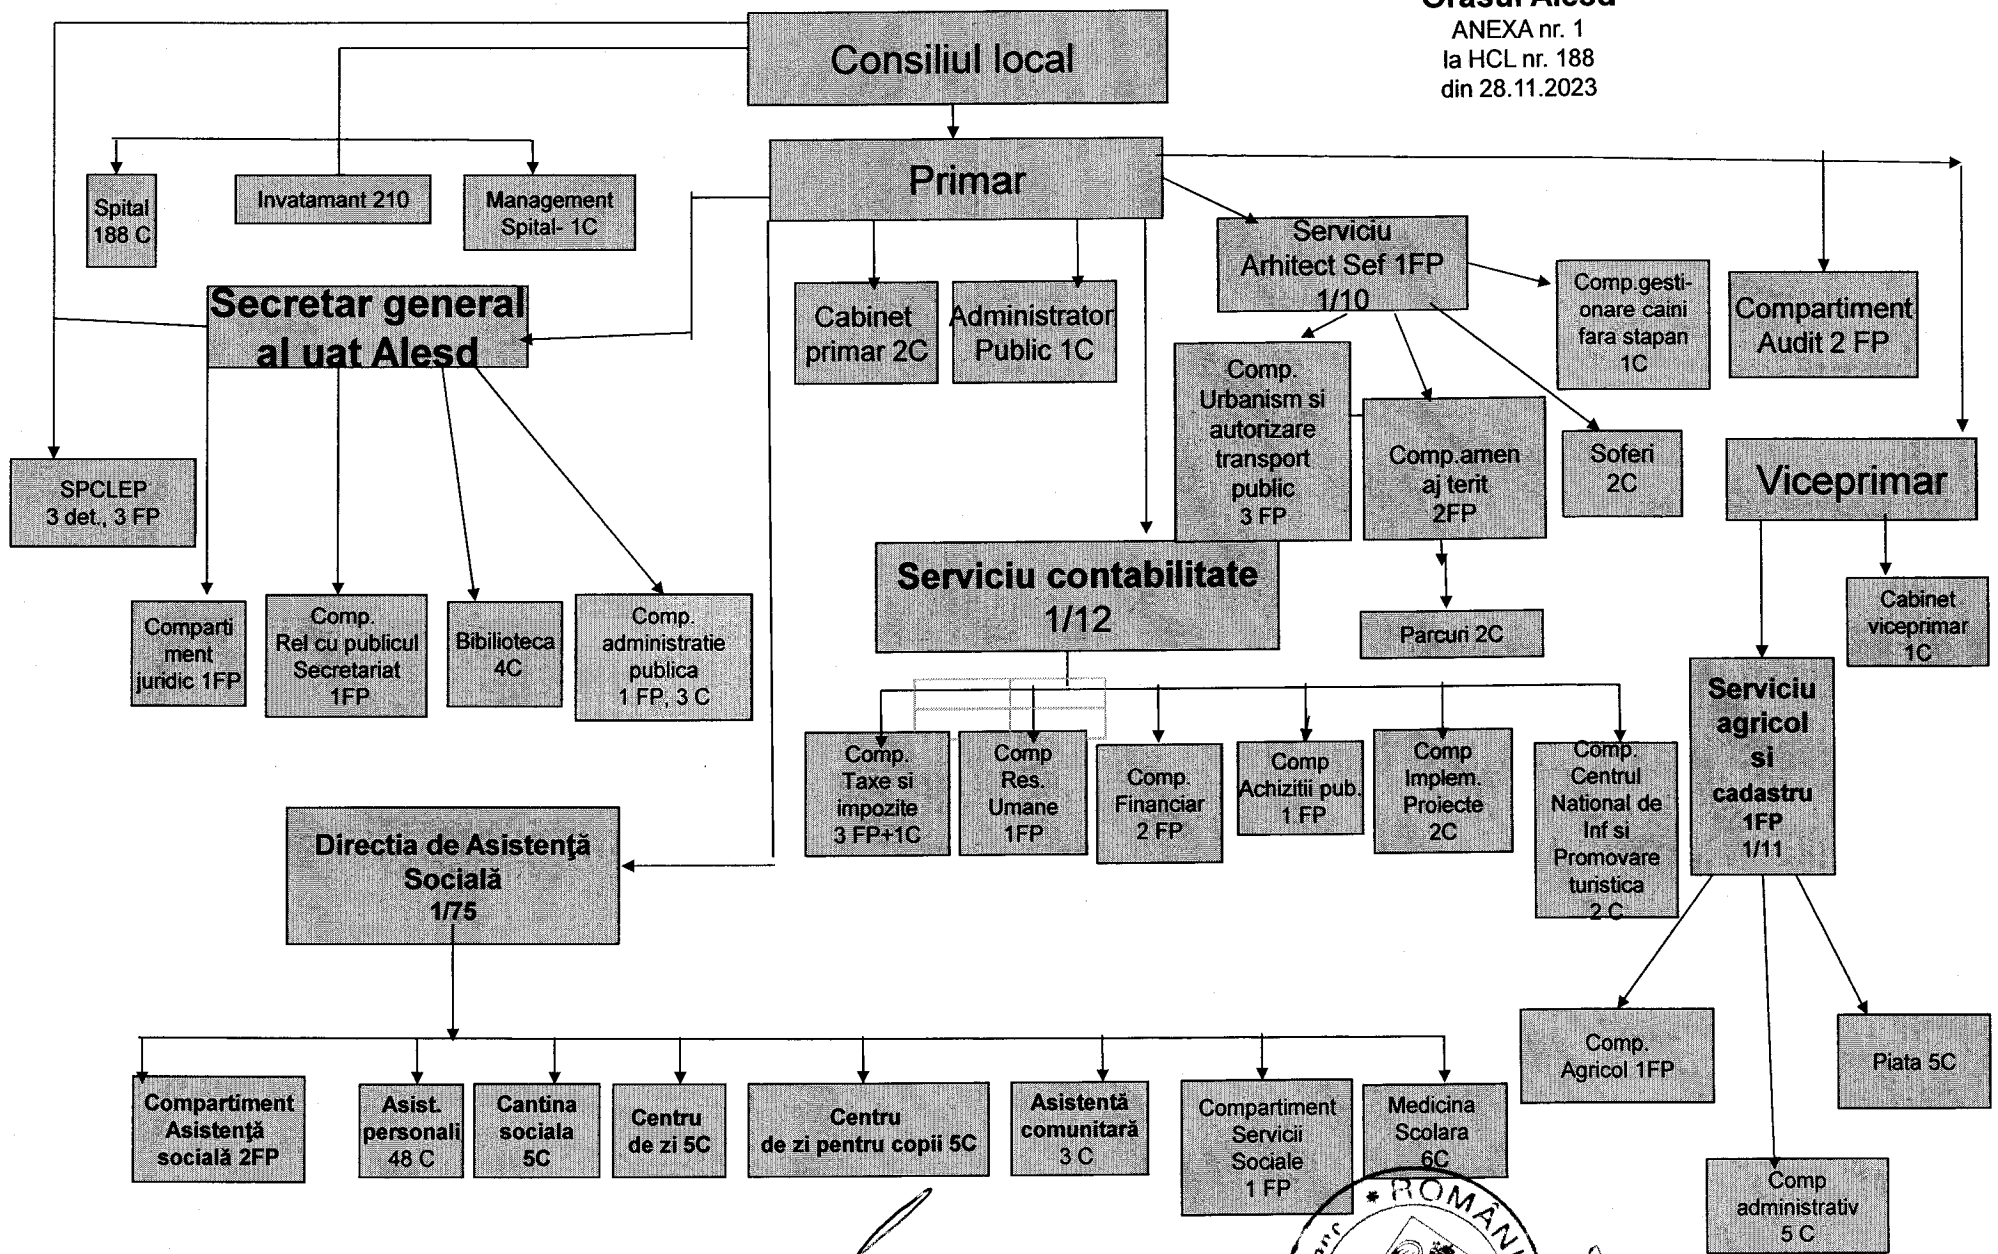 Orasul Alesd
ANEXA nr. 1
la HCL nr. 188
din 28.11.2023
Consiliul local
Primar
Spital
188 C
Invatamant 210
Management
Spital- 1C
Secretar general
al uat Alesd
Cabinet
primar 2C
Administrator
Public 1C
Serviciu
Arhitect Sef 1FP
1/10
Comp.gesti-
onare caini
fara stapan
1C
Compartiment
Audit 2 FP
Comp.
Urbanism si
autorizare
transport
public
3 FP
Comp.amen
aj terit
2FP
Soferi
2C
Viceprimar
SPCLEP
3 det., 3 FP
Comparti
ment
juridic 1FP
Comp.
Rel cu publicul
Secretariat
1FP
Bibilioteca
4C
Comp.
administratie
publica
1 FP, 3 C
Serviciu contabilitate
1/12
Parcuri 2C
Cabinet
viceprimar
1C
Serviciu
agricol
si
cadastru
1FP
1/11
Comp.
Taxe si
impozite
3 FP+1C
Comp
Res.
Umane
1FP
Comp.
Financiar
2 FP
Comp
Achizitii pub.
1 FP
Comp
Implem.
Proiecte
2C
Comp.
Centrul
National de
Inf si
Promovare
turistica
2 C
Directia de Asistenţă
Socială
1/75
Comp.
Agricol 1FP
Piata 5C
Comp
administrativ
5 C
Compartiment
Asistenţă
socială 2FP
Asist.
personali
48 C
Cantina
sociala
5C
Centru
de zi 5C
Centru
de zi pentru copii 5C
Asistentă
comunitară
3 C
Compartiment
Servicii
Sociale
1 FP
Medicina
Scolara
6C
* ROMÂN